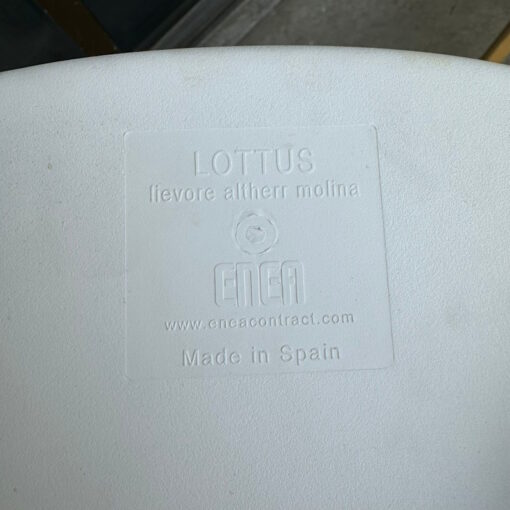 LOTTUS
lievore altherr molina
ENEA
www.eneacontract.com
Made in Spain